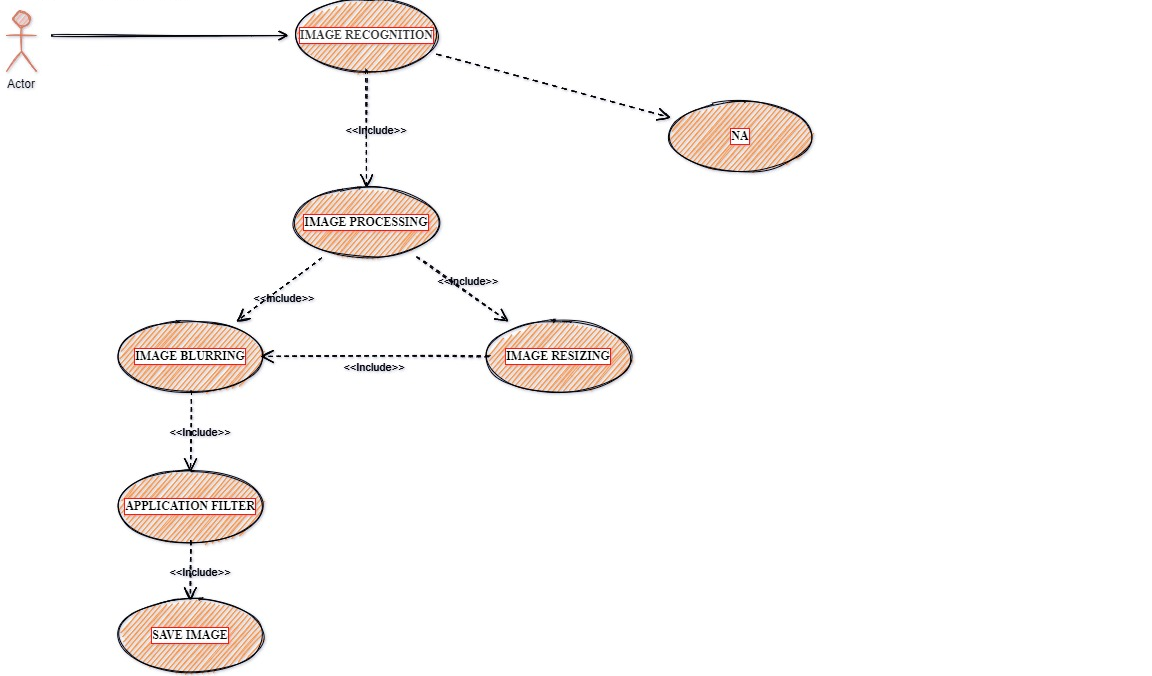 IMAGE RECOGNITION
Actor
<<Include>>
NA
IMAGE PROCESSING
<<Include>>
<<Include>>
IMAGE BLURRING
IMAGE RESIZING
<<Include>>
<<Include>>
APPLICATION FILTER
<<Include>>
SAVE IMAGE